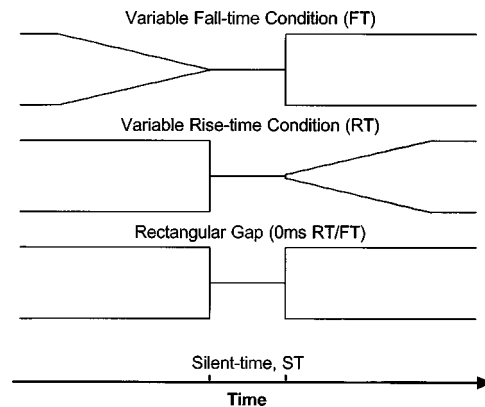 Variable Fall-time Condition (FT)
Variable Rise-time Condition (RT)
Rectangular Gap (0ms RT/FT)
Silent-time, ST
Time